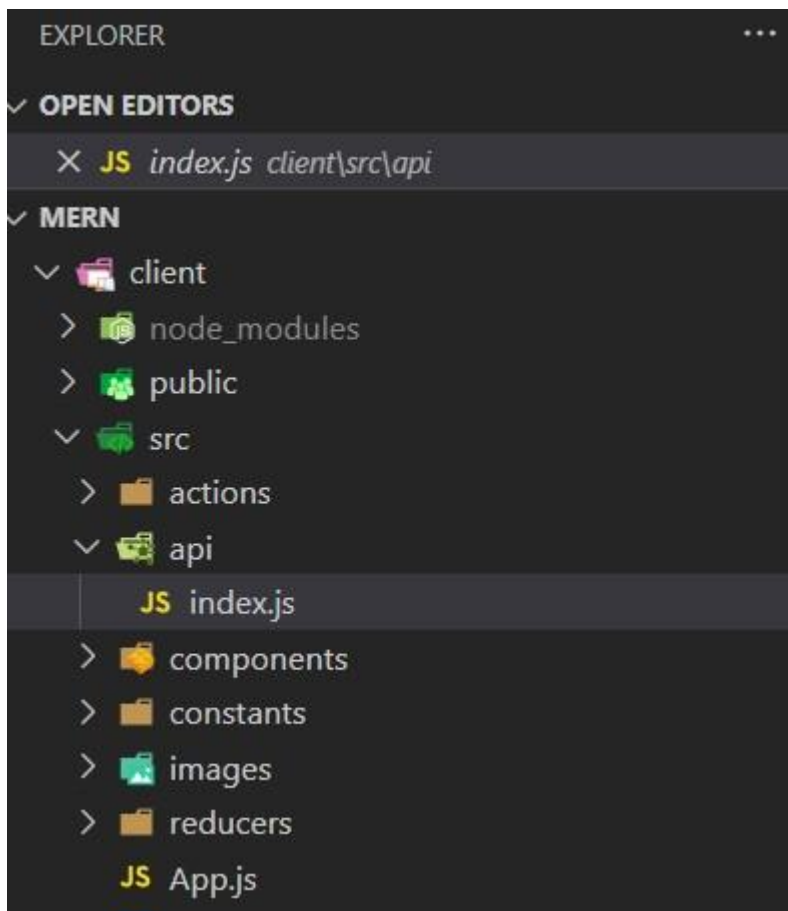 EXPLORER ...
OPEN EDITORS
JS index.js client\src\api
MERN
client
node_modules
public
src
actions
api
JS index.js
components
constants
images
reducers
JS App.js